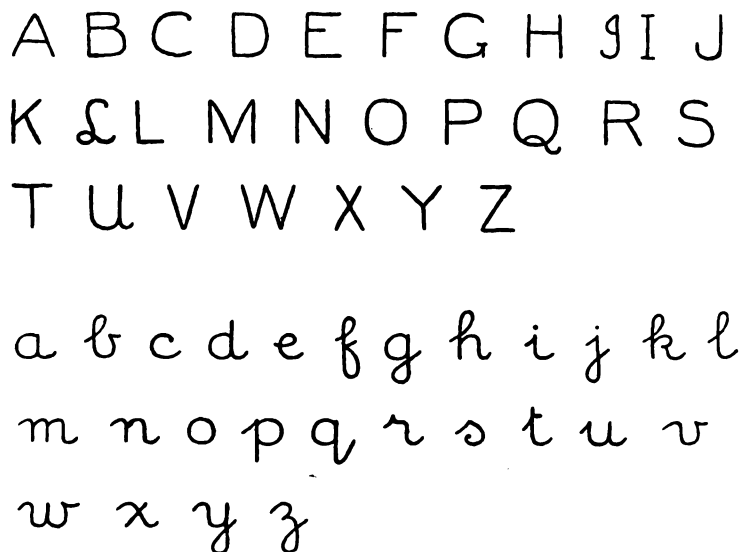 A B C D E F G H I I J
K L L M N O P Q R S
T U V W X Y Z
a b c d e f g h i j k l
m n o p q r s t u v
w x y z